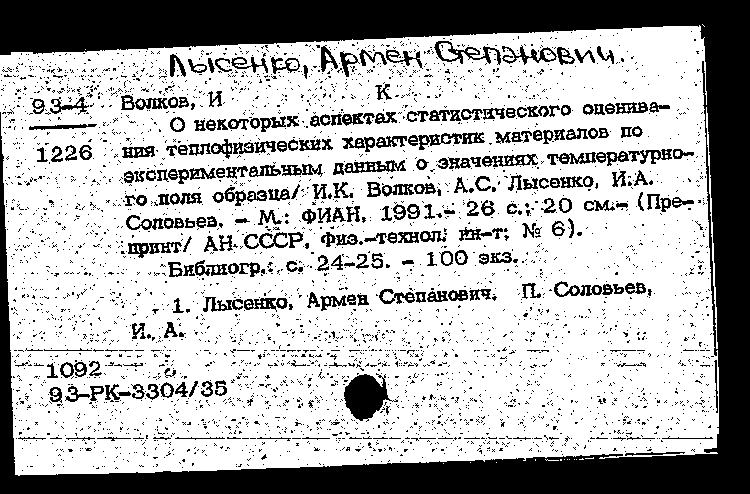 Лысенко, Армен Степанович.
93-4 Волков, И К
О некоторых аспектах статистического оценива-
1226 ния теплофизических характеристик материалов по
экспериментальным данным о значениях температурно-
го поля образца/ И.К. Волков, А.С. Лысенко, И.А.
Соловьев. - М.: ФИАН, 1991.- 26 с.; 20 см.- (Пре-
принт/ АН СССР, Физ.-технол. ин-т; № 6).
Библиогр.: с. 24-25. - 100 экз.
1. Лысенко, Армен Степанович. П. Соловьев,
И. А.
1092
93-РК-3304/35